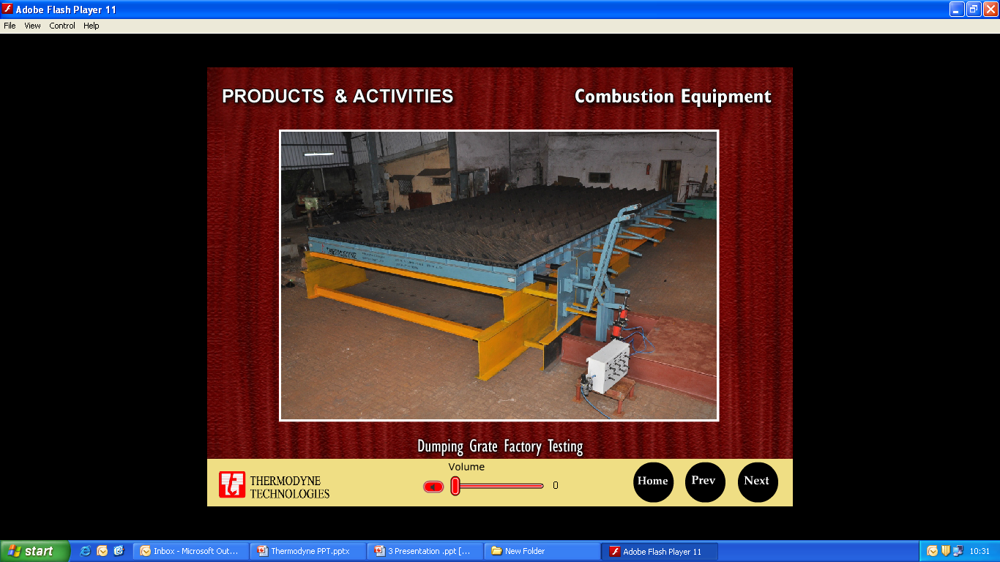 Adobe Flash Player 11
File View Control Help
PRODUCTS & ACTIVITIES
Combustion Equipment
THERMODYNE
Dumping Grate Factory Testing
Volume
0
THERMODYNE
TECHNOLOGIES
Home
Prev
Next
start
Inbox - Microsoft Out...
Thermodyne PPT.pptx
3 Presentation .ppt [...
New Folder
Adobe Flash Player 11
10:31